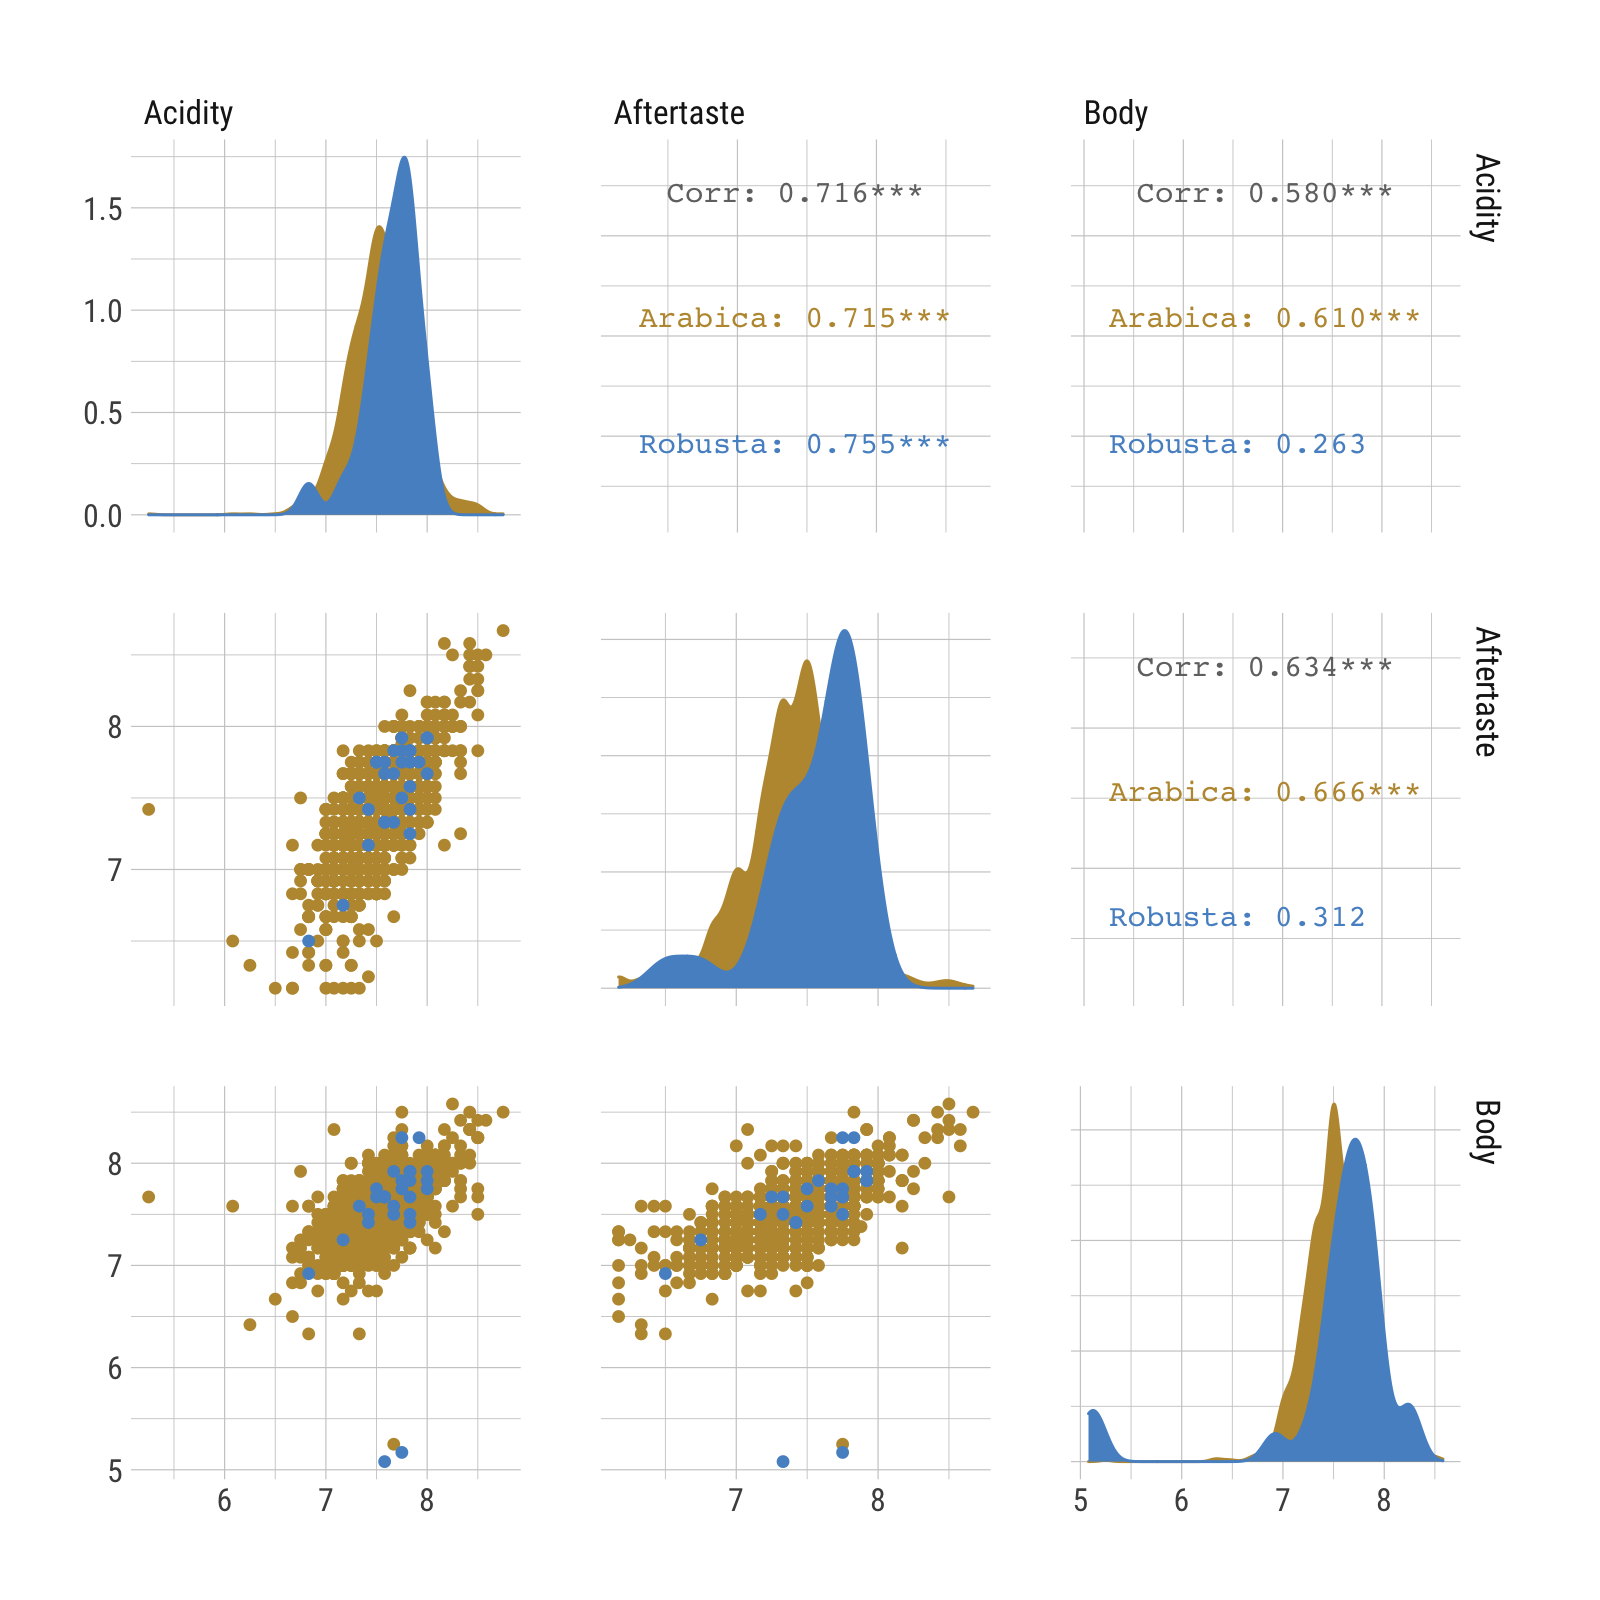 Acidity
Aftertaste
Body
1.5
1.0
0.5
0.0
Corr: 0.716***
Arabica: 0.715***
Robusta: 0.755***
Corr: 0.580***
Arabica: 0.610***
Robusta: 0.263
Acidity
8
7
Corr: 0.634***
Arabica: 0.666***
Robusta: 0.312
Aftertaste
8
7
6
5
Body
6 7 8
7 8
5 6 7 8